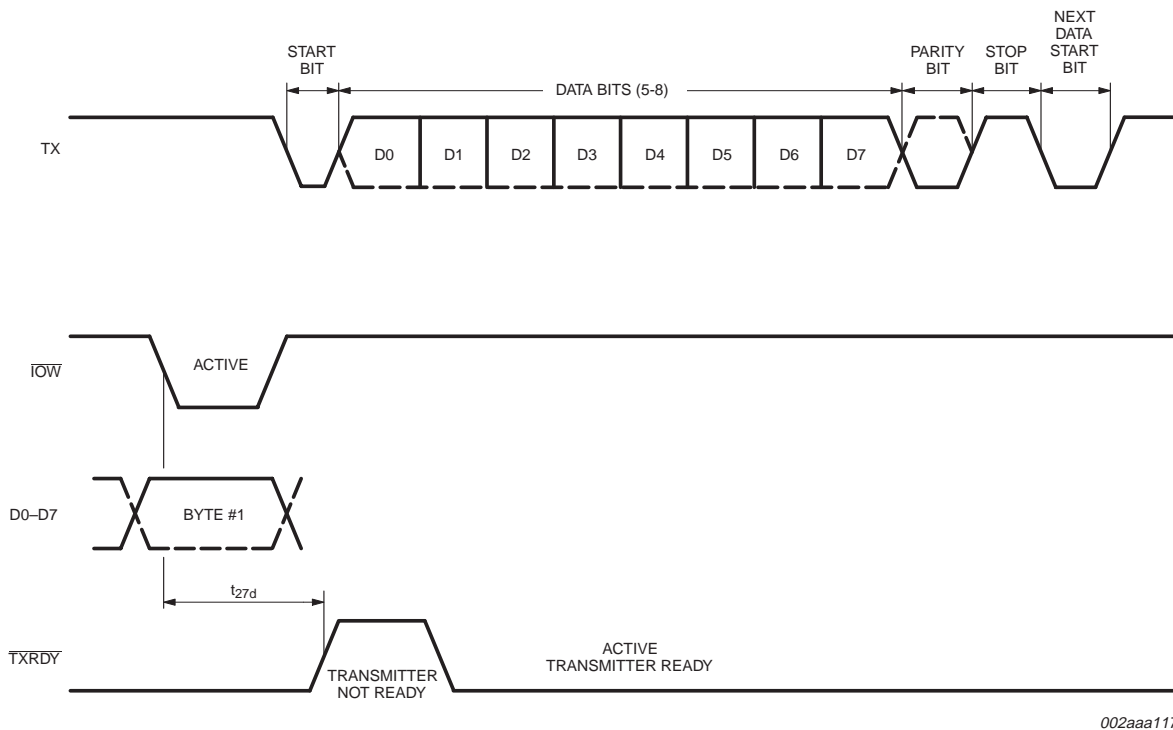 START
BIT
DATA BITS (5-8)
PARITY
BIT
STOP
BIT
NEXT
DATA
START
BIT
TX
D0 D1 D2 D3 D4 D5 D6 D7
IOW
ACTIVE
D0–D7
BYTE #1
t27d
TXRDY
TRANSMITTER
NOT READY
ACTIVE
TRANSMITTER READY
002aaa117